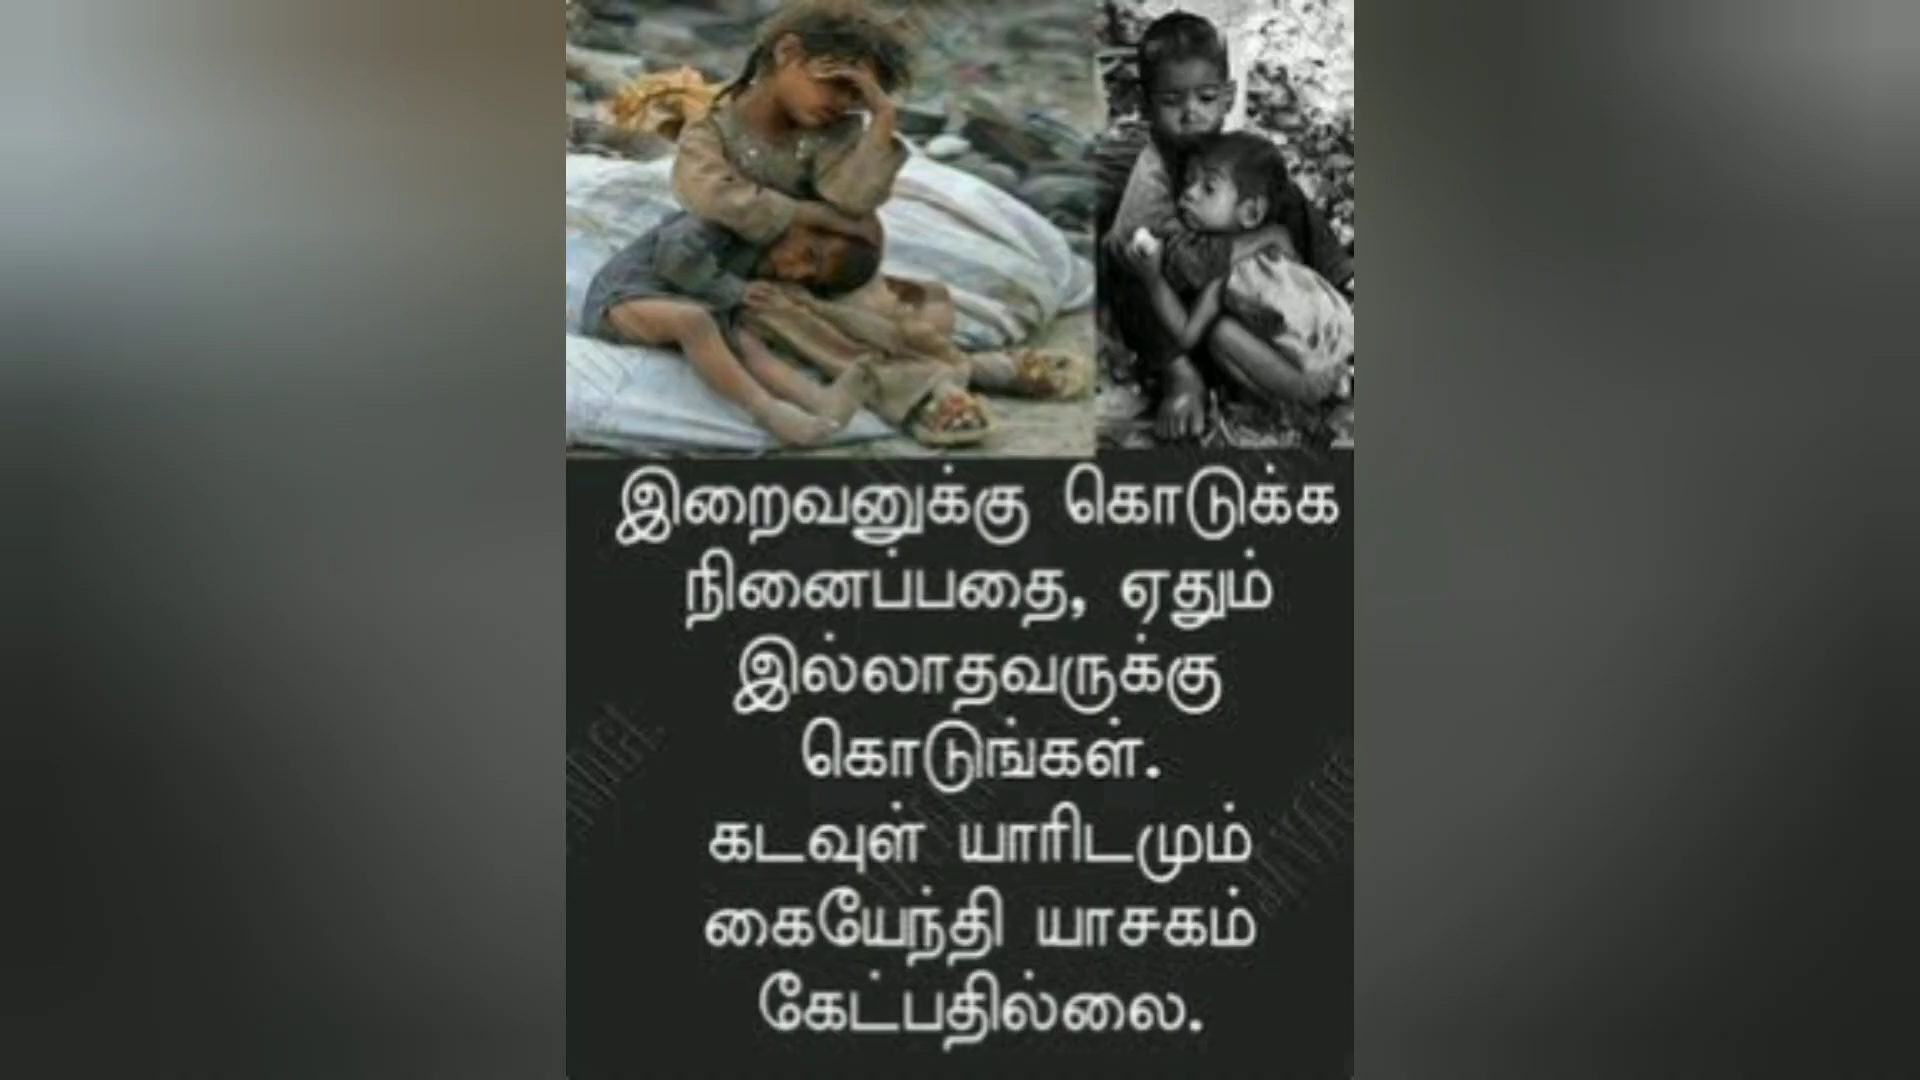 இறைவனுக்கு கொடுக்க
நினைப்பதை, ஏதும்
இல்லாதவருக்கு
கொடுங்கள்.
கடவுள் யாரிடமும்
கையேந்தி யாசகம்
கேட்பதில்லை.